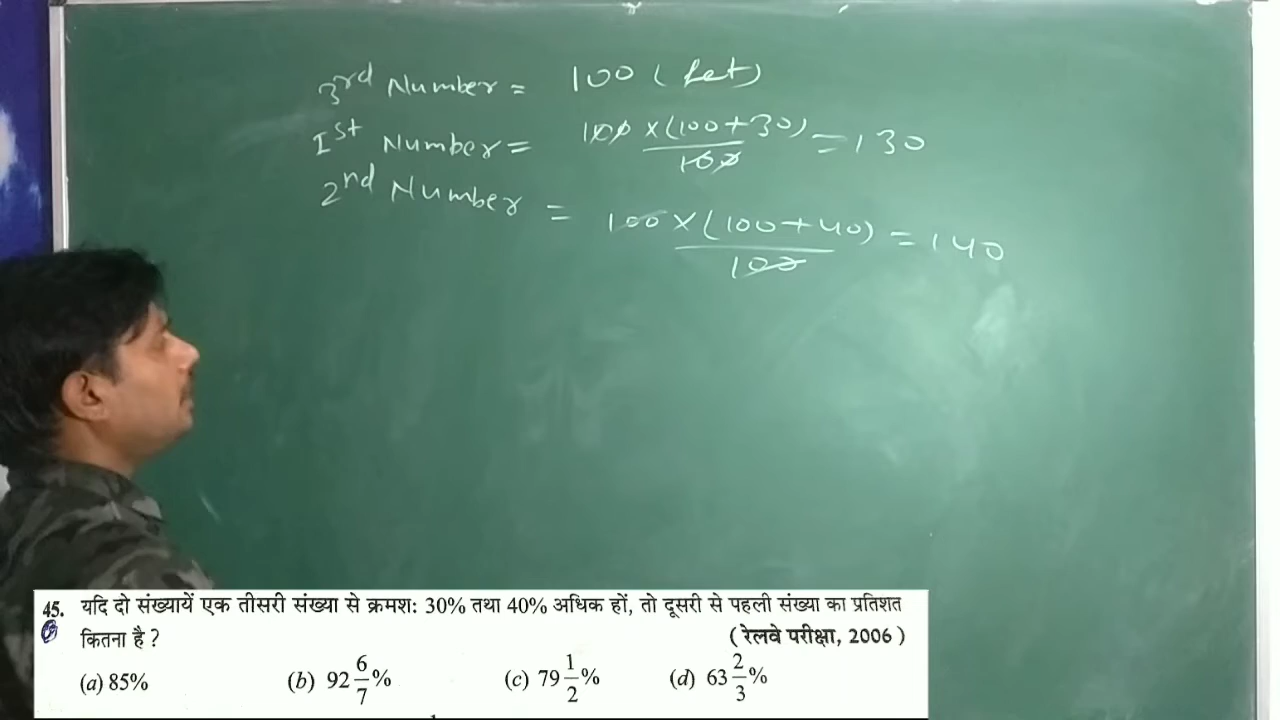 3rd Number = 100 (let)
Ist Number = 100 x (100+30) = 130
100
2nd Number = 100 x (100+40) = 140
100
45. यदि दो संख्यायें एक तीसरी संख्या से क्रमशः 30% तथा 40% अधिक हों, तो दूसरी से पहली संख्या का प्रतिशत
कितना है ? (रेलवे परीक्षा, 2006)
(a) 85% (b) 92 6/7 % (c) 79 1/2 % (d) 63 2/3 %